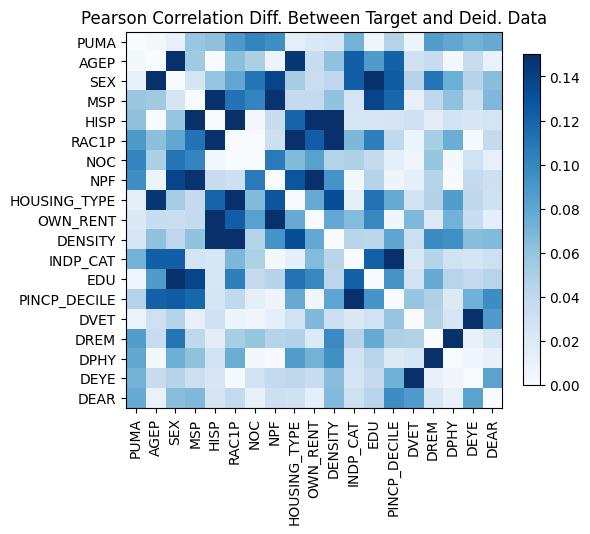 Pearson Correlation Diff. Between Target and Deid. Data
PUMA
AGEP
SEX
MSP
HISP
RAC1P
NOC
NPF
HOUSING_TYPE
OWN_RENT
DENSITY
INDP_CAT
EDU
PINCP_DECILE
DVET
DREM
DPHY
DEYE
DEAR
PUMA
AGEP
SEX
MSP
HISP
RAC1P
NOC
NPF
HOUSING_TYPE
OWN_RENT
DENSITY
INDP_CAT
EDU
PINCP_DECILE
DVET
DREM
DPHY
DEYE
DEAR
0.14
0.12
0.10
0.08
0.06
0.04
0.02
0.00